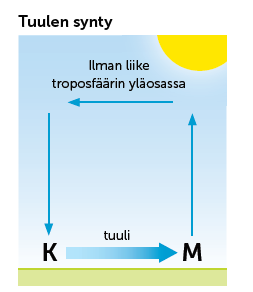 Tuulen synty
Ilman liike
troposfäärin yläosassa
tuuli
K M